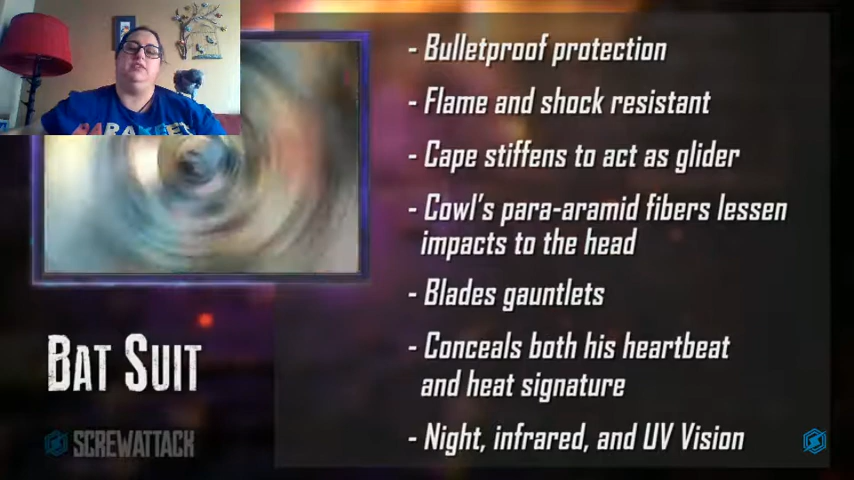 - Bulletproof protection
- Flame and shock resistant
- Cape stiffens to act as glider
- Cowl's para-aramid fibers lessen
impacts to the head
- Blades gauntlets
- Conceals both his heartbeat
and heat signature
- Night, infrared, and UV Vision
BAT SUIT
SCREWATTACK